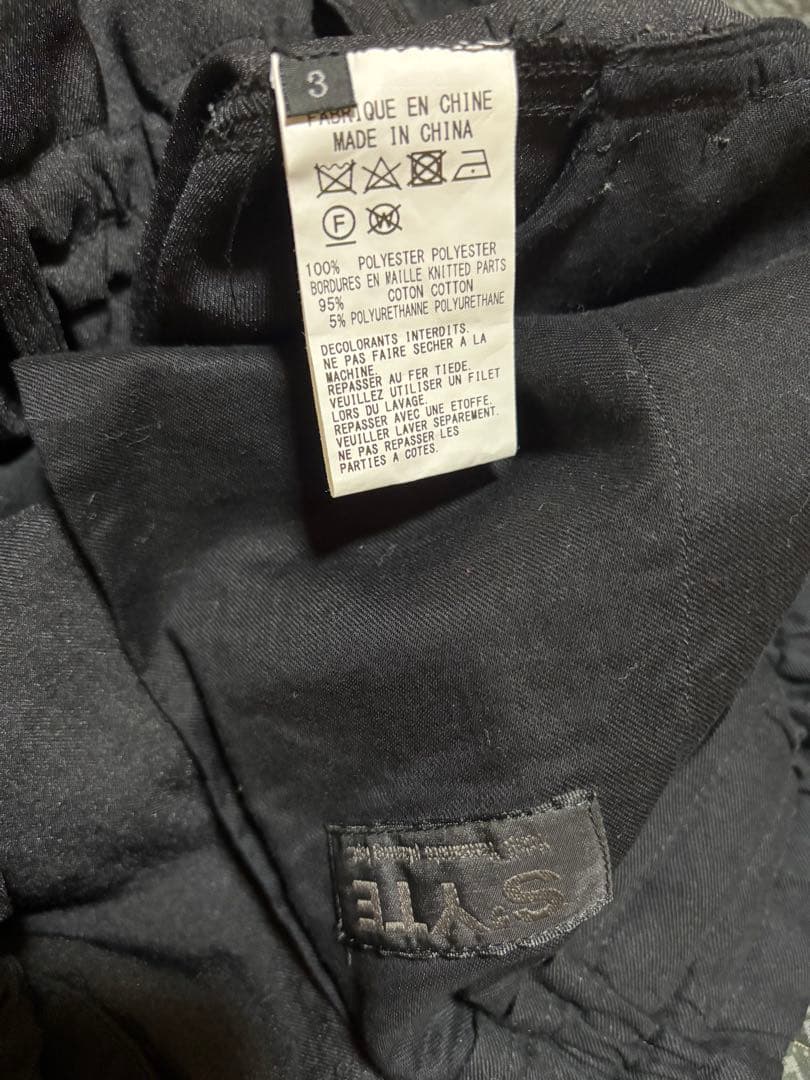 3
FABRIQUE EN CHINE
MADE IN CHINA
F
W
100% POLYESTER POLYESTER
BORDURES EN MAILLE KNITTED PARTS
95% COTON COTTON
5% POLYURETHANNE POLYURETHANE
DECOLORANTS INTERDITS.
NE PAS FAIRE SECHER A LA
MACHINE.
REPASSER AU FER TIEDE.
VEUILLEZ UTILISER UN FILET
LORS DU LAVAGE.
REPASSER AVEC UNE ETOFFE.
VEUILLER LAVER SEPAREMENT.
NE PAS REPASSER LES
PARTIES A COTES.
S'YTE
Yohji Yamamoto